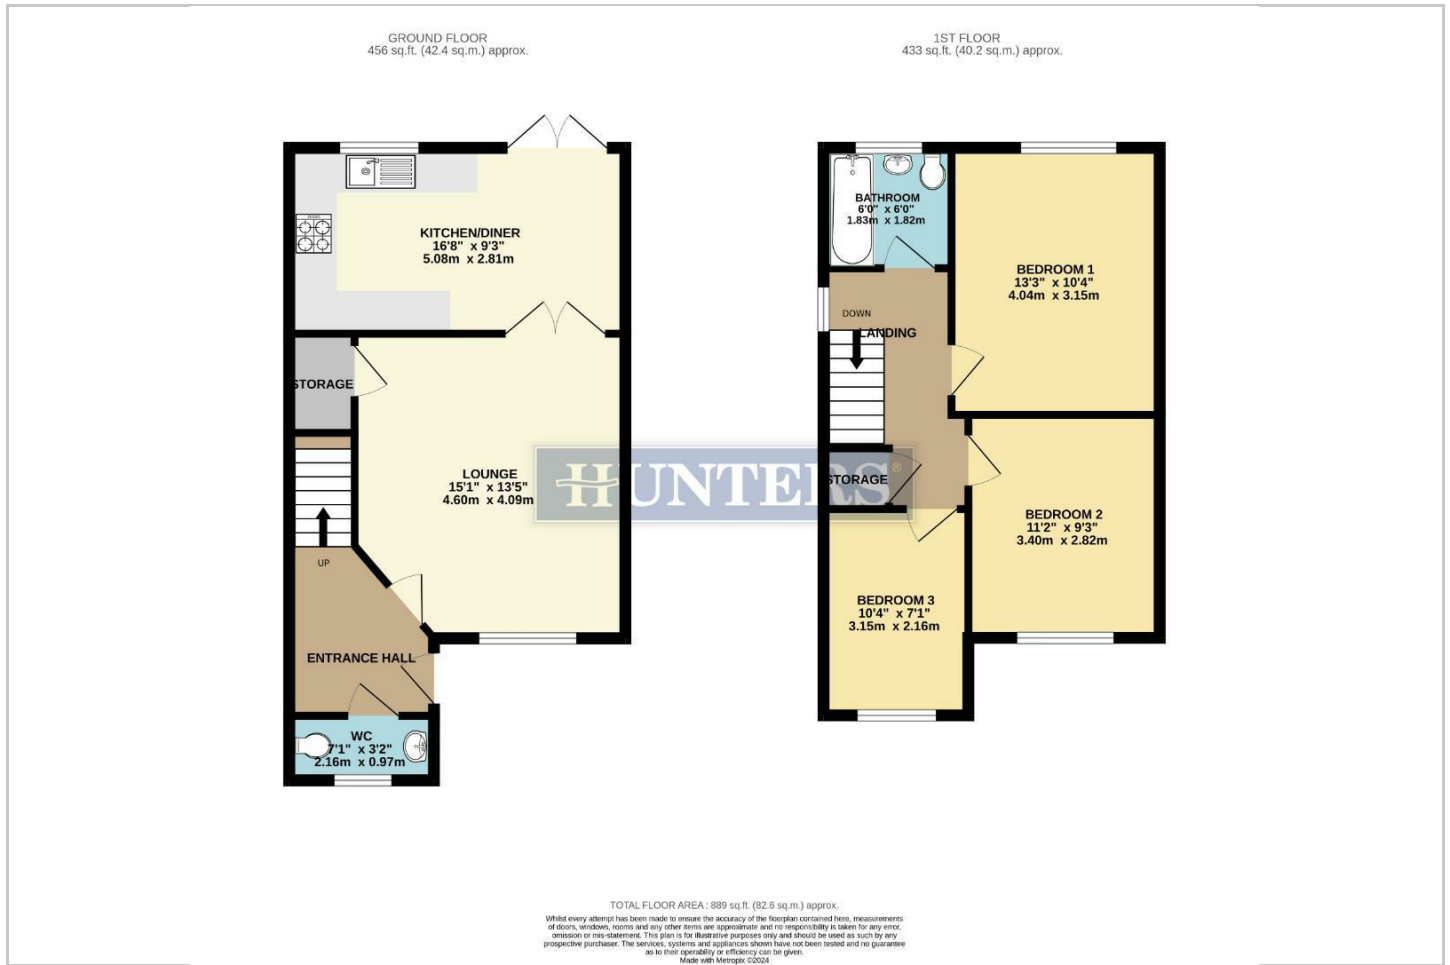 GROUND FLOOR
456 sq.ft. (42.4 sq.m.) approx.
1ST FLOOR
433 sq.ft. (40.2 sq.m.) approx.
KITCHEN/DINER
16'8" x 9'3"
5.08m x 2.81m
STORAGE
LOUNGE
15'1" x 13'5"
4.60m x 4.09m
UP
ENTRANCE HALL
WC
7'1" x 3'2"
2.16m x 0.97m
BATHROOM
6'0" x 6'0"
1.83m x 1.82m
BEDROOM 1
13'3" x 10'4"
4.04m x 3.15m
DOWN
LANDING
STORAGE
BEDROOM 2
11'2" x 9'3"
3.40m x 2.82m
BEDROOM 3
10'4" x 7'1"
3.15m x 2.16m
HUNTERS®
TOTAL FLOOR AREA : 889 sq.ft. (82.6 sq.m.) approx.
Whilst every attempt has been made to ensure the accuracy of the floorplan contained here, measurements
of doors, windows, rooms and any other items are approximate and no responsibility is taken for any error,
omission or mis-statement. This plan is for illustrative purposes only and should be used as such by any
prospective purchaser. The services, systems and appliances shown have not been tested and no guarantee
as to their operability or efficiency can be given.
Made with Metropix ©2024